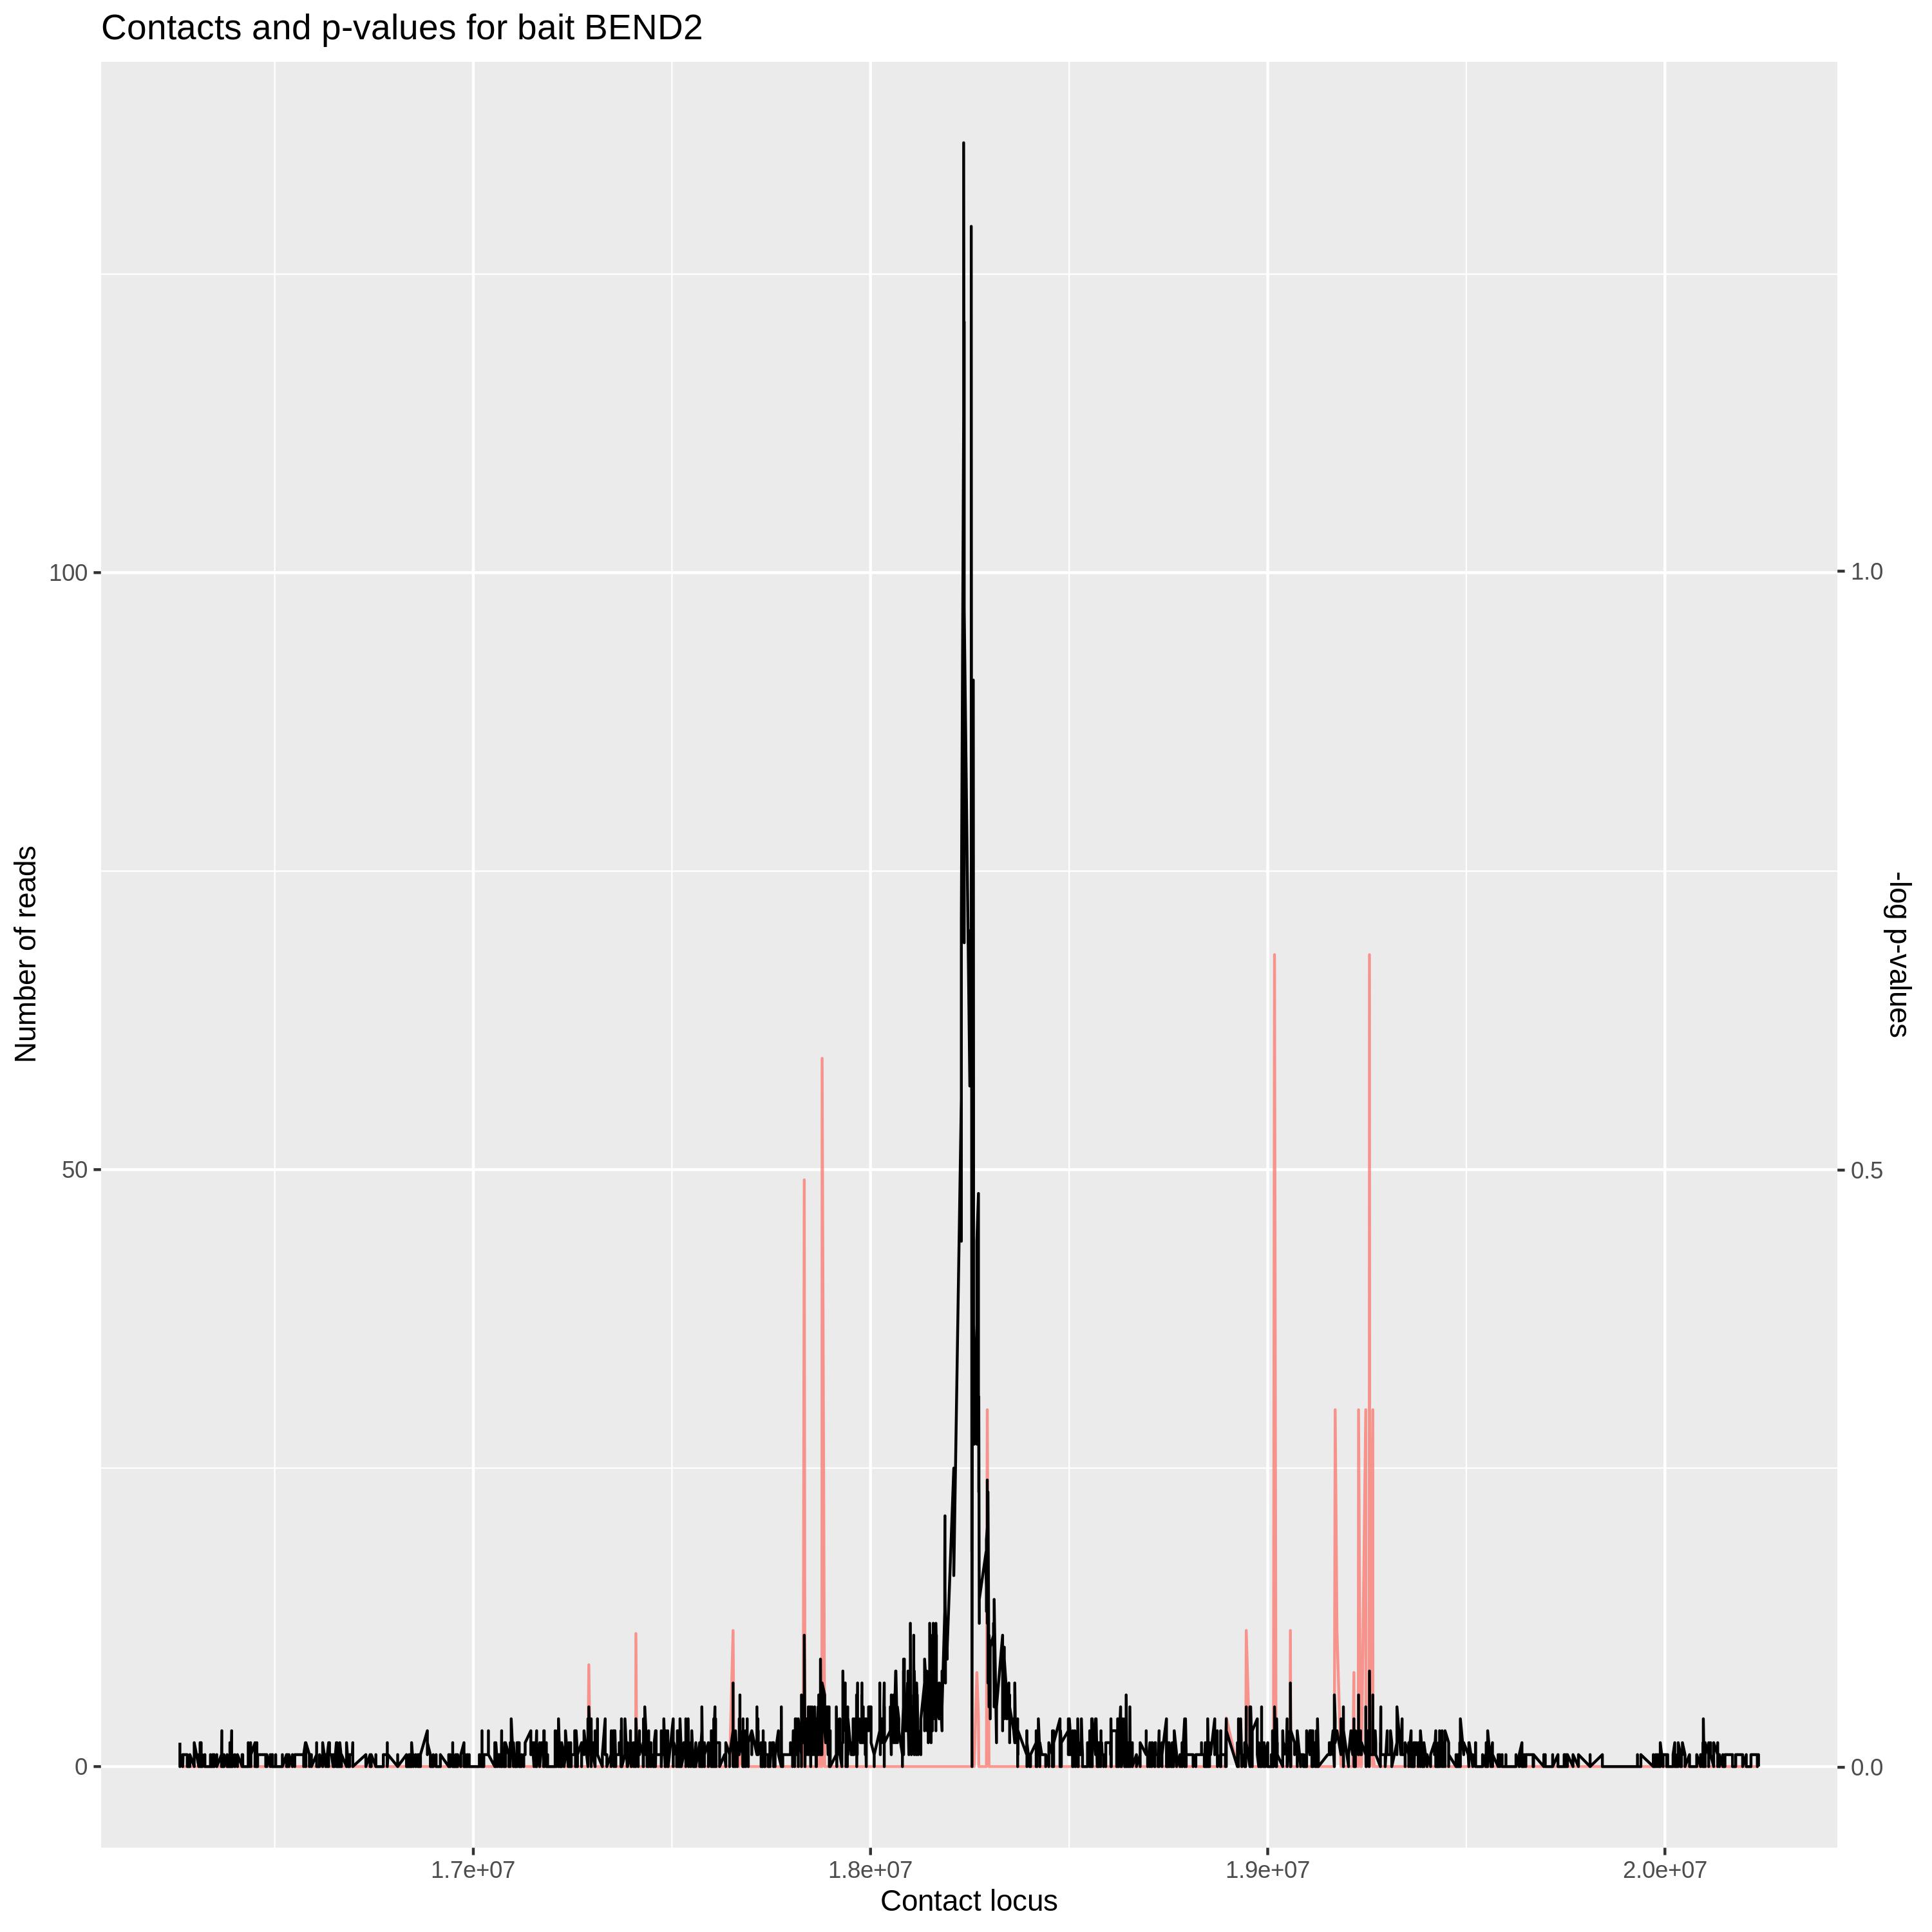 Contacts and p-values for bait BEND2
100
50
0
Number of reads
1.0
0.5
0.0
-log p-values
1.7e+07 1.8e+07 1.9e+07 2.0e+07
Contact locus